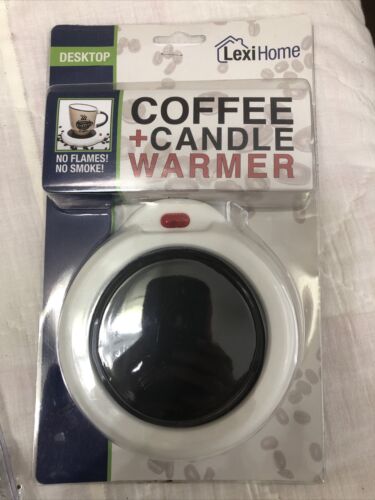 DESKTOP
LexiHome
COFFEE
+CANDLE
WARMER
NO FLAMES!
NO SMOKE!